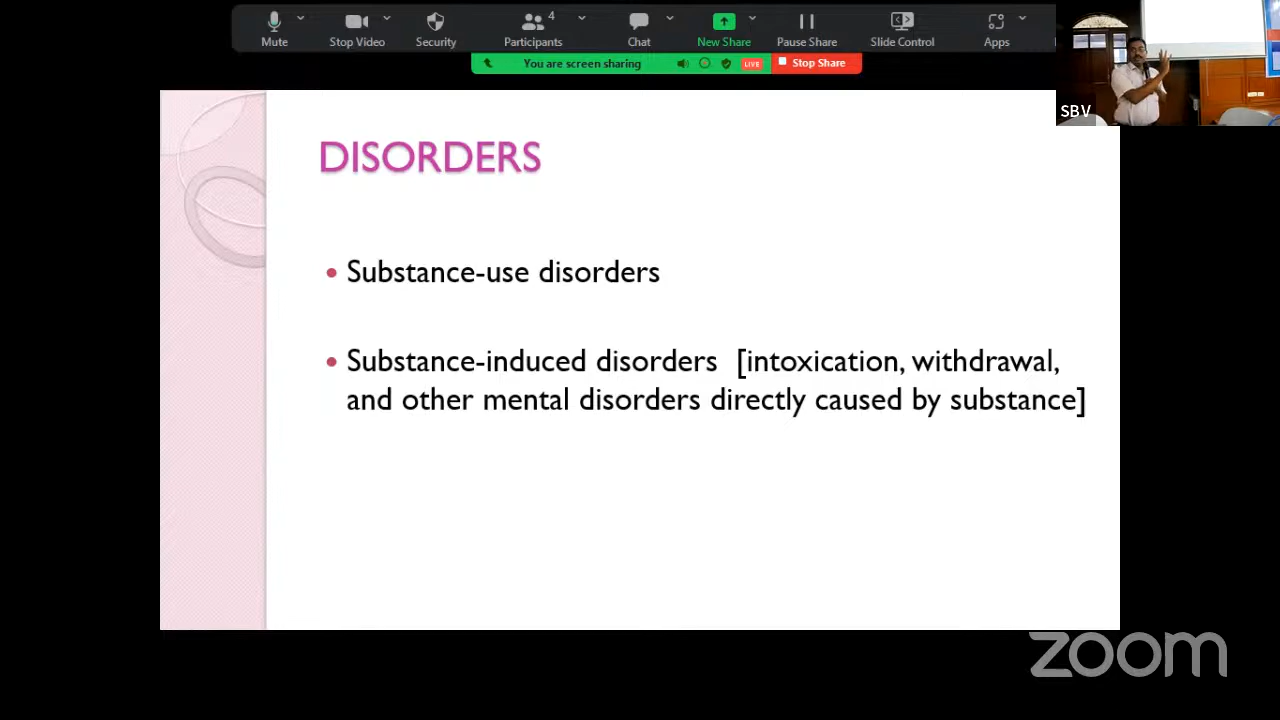 4
Mute
Stop Video
Security
Participants
Chat
New Share
Pause Share
Slide Control
Apps
You are screen sharing
LIVE
Stop Share
SBV
DISORDERS
• Substance-use disorders
• Substance-induced disorders [intoxication, withdrawal,
and other mental disorders directly caused by substance]
zoom